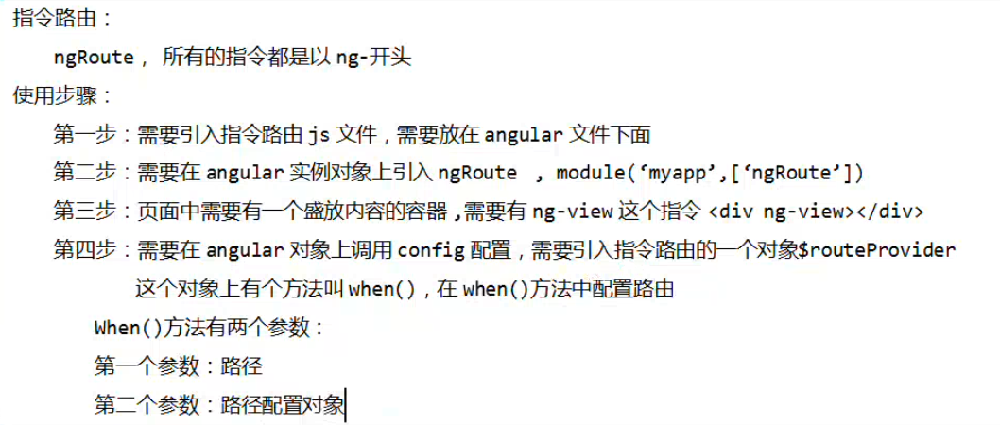 指令路由：
ngRoute， 所有的指令都是以 ng-开头
使用步骤：
第一步：需要引入指令路由 js 文件，需要放在 angular 文件下面
第二步：需要在 angular 实例对象上引入 ngRoute ，module(‘myapp’,[‘ngRoute’])
第三步：页面中需要有一个盛放内容的容器 ,需要有 ng-view 这个指令 <div ng-view></div>
第四步：需要在 angular 对象上调用 config 配置，需要引入指令路由的一个对象$routeProvider
这个对象上有个方法叫 when()，在 when()方法中配置路由
When()方法有两个参数：
第一个参数：路径
第二个参数：路径配置对象